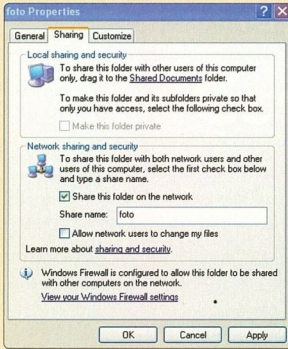 foto Properties
General Sharing Customize
Local sharing and security
To share this folder with other users of this computer
only, drag it to the Shared Documents folder.
To make this folder and its subfolders private so that
only you have access, select the following check box.
Make this folder private
Network sharing and security
To share this folder with both network users and other
users of this computer, select the first check box below
and type a share name.
Share this folder on the network
Share name: foto
Allow network users to change my files
Learn more about sharing and security.
Windows Firewall is configured to allow this folder to be shared
with other computers on the network.
View your Windows Firewall settings
OK Cancel Apply